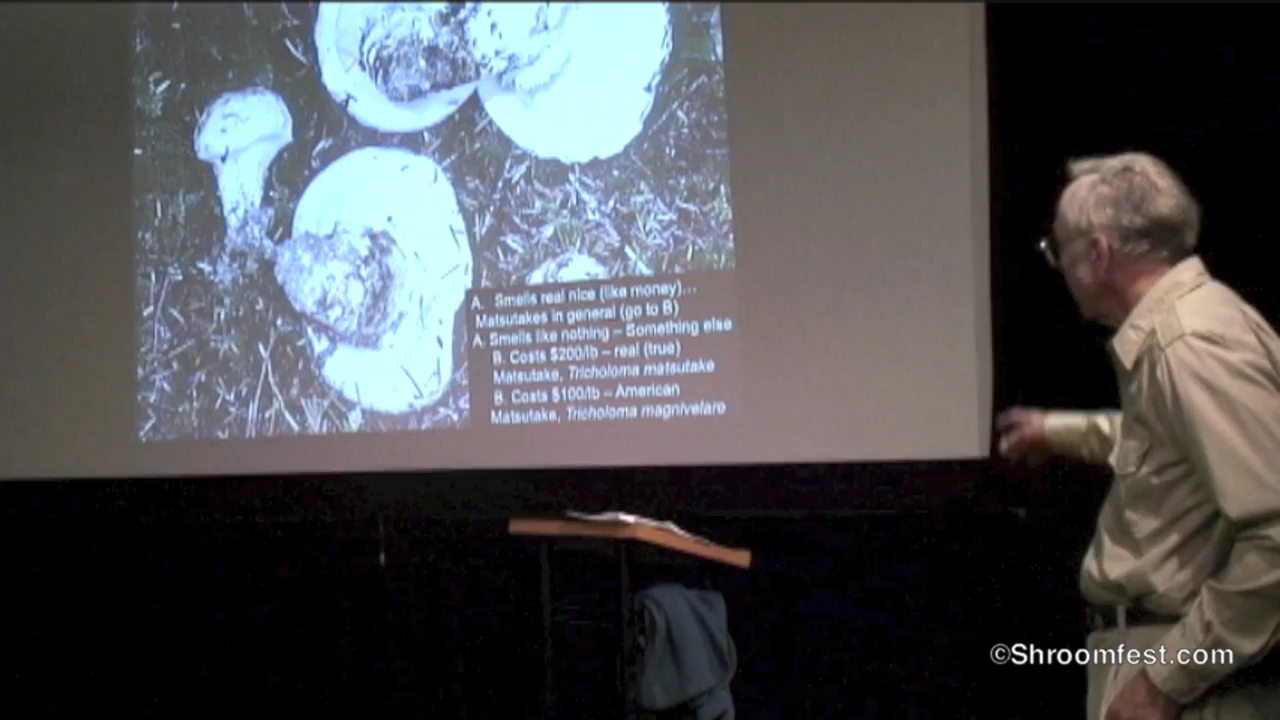 A. Smells real nice (like money)...
Matsutakes in general (go to B)
A. Smells like nothing – Something else
B. Costs $200/lb – real (true)
Matsutake, Tricholoma matsutake
B. Costs $100/lb – American
Matsutake, Tricholoma magnivelare
©Shroomfest.com